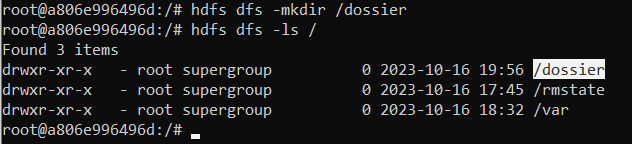 root@a806e996496d:/# hdfs dfs -mkdir /dossier
root@a806e996496d:/# hdfs dfs -ls /
Found 3 items
drwxr-xr-x   - root supergroup          0 2023-10-16 19:56 /dossier
drwxr-xr-x   - root supergroup          0 2023-10-16 17:45 /rmstate
drwxr-xr-x   - root supergroup          0 2023-10-16 18:32 /var
root@a806e996496d:/#